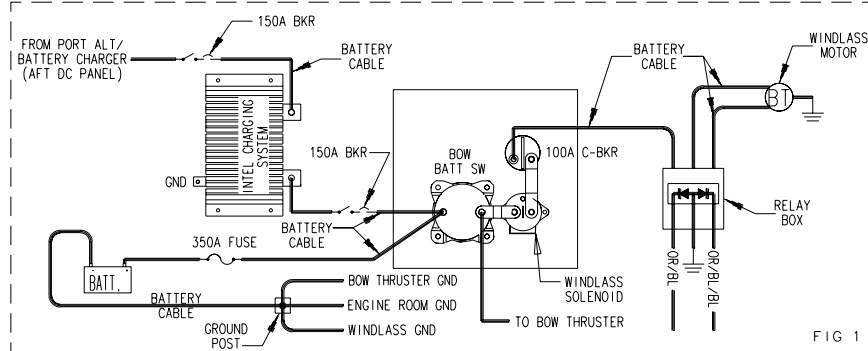 150A BKR
FROM PORT ALT/
BATTERY CHARGER
(AFT DC PANEL)
BATTERY
CABLE
BATTERY
CABLE
WINDLASS
MOTOR
BT
INTEL CHARGING
SYSTEM
GND
150A BKR
BOW
BATT SW
100A C-BKR
RELAY
BOX
BATTERY
CABLE
350A FUSE
BATT.
BATTERY
CABLE
GROUND
POST
BOW THRUSTER GND
ENGINE ROOM GND
WINDLASS GND
WINDLASS
SOLENOID
TO BOW THRUSTER
OR/BL
OR/BL/BL
FIG 1